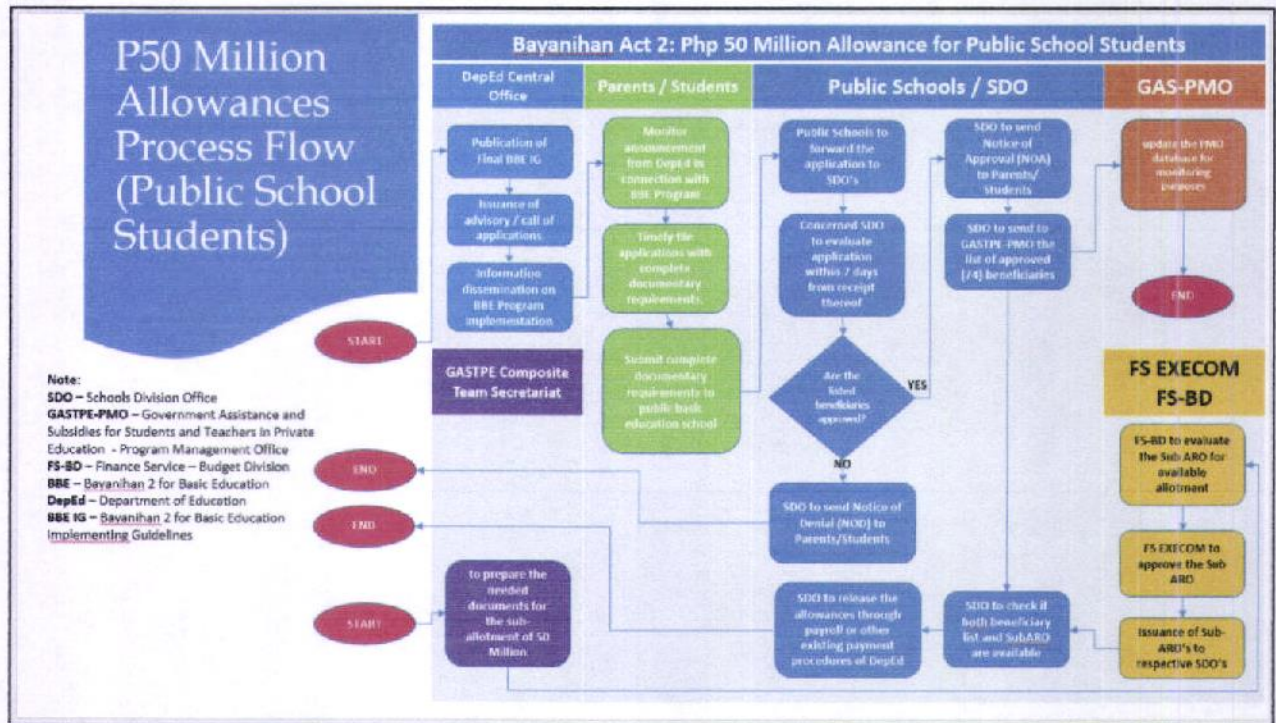 P50 Million
Allowances
Process Flow
(Public School
Students)
Note:
SDO – Schools Division Office
GASTPE-PMO – Government Assistance and
Subsidies for Students and Teachers in Private
Education - Program Management Office
FS-BD – Finance Service – Budget Division
BBE – Bayanihan 2 for Basic Education
DepEd – Department of Education
BBE IG – Bayanihan 2 for Basic Education
Implementing Guidelines
Bayanihan Act 2: Php 50 Million Allowance for Public School Students
DepEd Central
Office
Parents / Students
Public Schools / SDO
GAS-PMO
START
Publication of
Final BBE IG
Issuance of
advisory / call of
applications
Information
dissemination on
BBE Program
implementation
Monitor
announcement
from DepEd in
connection with
BBE Program
Timely file
applications with
complete
documentary
requirements.
Submit complete
documentary
requirements to
public basic
education school
Public Schools to
forward the
application to
SDO's
Concerned SDO
to evaluate
application
within 7 days
from receipt
thereof
Are the
listed
beneficiaries
approved?
YES
NO
SDO to send
Notice of
Approval (NOA)
to Parents/
Students
SDO to send to
GASTPE-PMO the
list of approved
(74) beneficiaries
update the PMO
database for
monitoring
purposes
END
SDO to send Notice of
Denial (NOD) to
Parents/Students
END
END
GASTPE Composite
Team Secretariat
START
to prepare the
needed
documents for
the sub-
allotment of 50
Million
FS EXECOM
FS-BD
FS-BD to evaluate
the Sub ARO for
available
allotment
FS EXECOM to
approve the Sub
ARO
Issuance of Sub-
ARO's to
respective SDO's
SDO to check if
both beneficiary
list and SubARO
are available
SDO to release the
allowances through
payroll or other
existing payment
procedures of DepEd